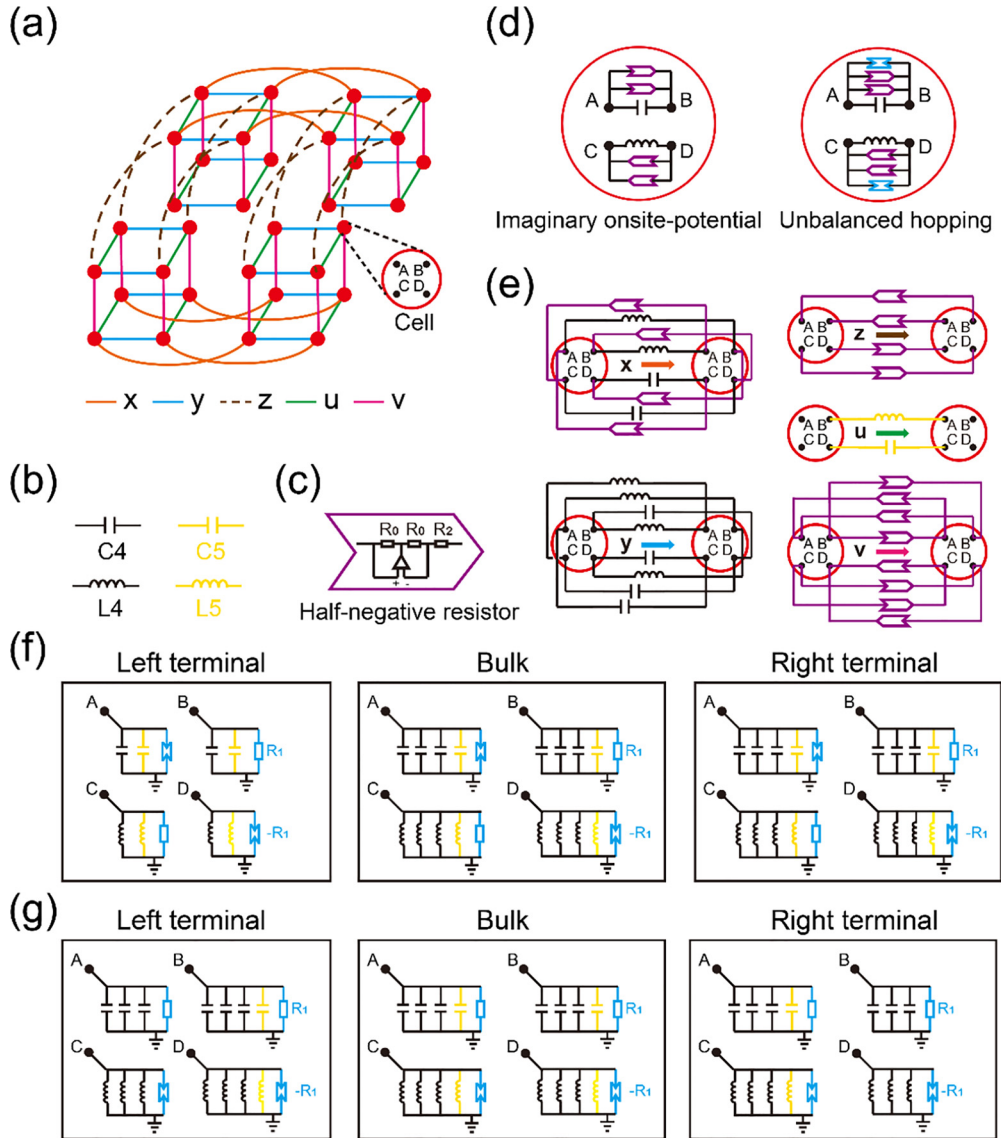 (a)
A B
C D
Cell
x y z u v
(b)
C4 C5
L4 L5
(c)
R0 R0 R2
+ -
Half-negative resistor
(d)
A B A B
C D C D
Imaginary onsite-potential Unbalanced hopping
(e)
A B A B
C D x C D
A B A B
C D z C D
A B A B
C D u C D
A B A B
C D y C D
A B A B
C D v C D
(f)
Left terminal Bulk Right terminal
A B A B A B
R1 R1 R1
C D C D C D
-R1 -R1 -R1
(g)
Left terminal Bulk Right terminal
A B A B A B
R1 R1 R1
C D C D C D
-R1 -R1 -R1